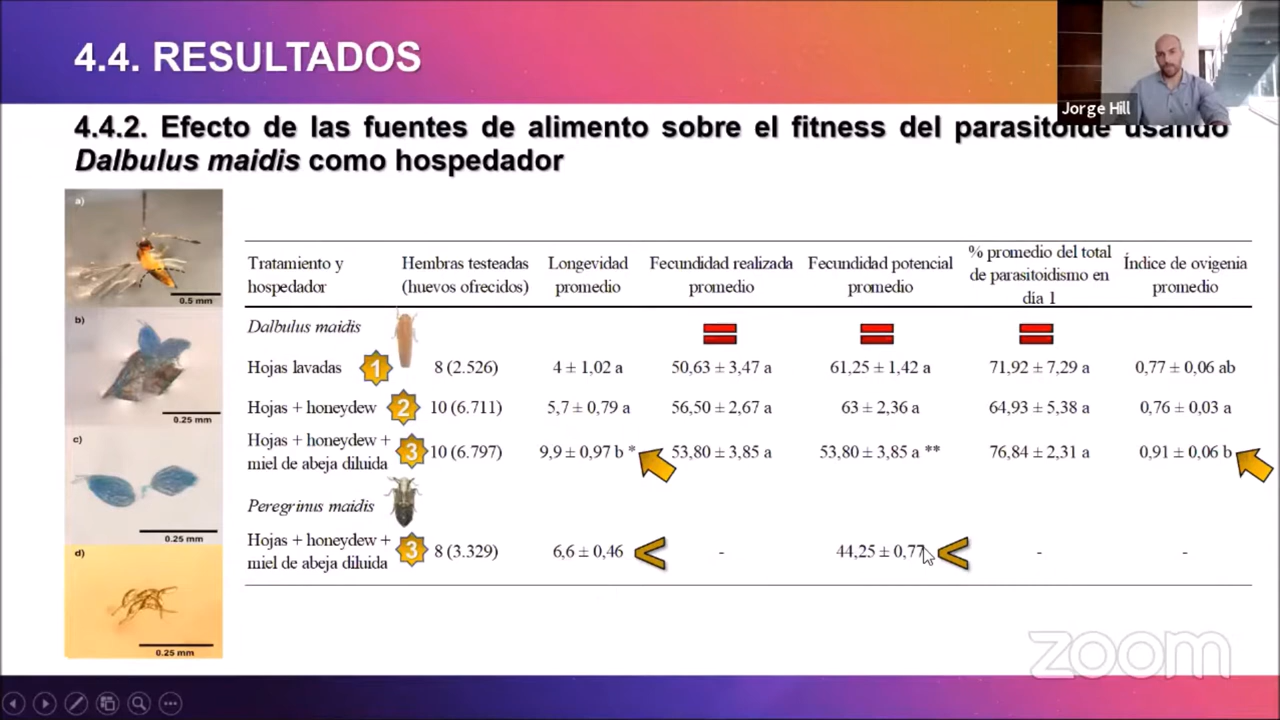 4.4. RESULTADOS
Jorge Hill
4.4.2. Efecto de las fuentes de alimento sobre el fitness del parasitoide usando
Dalbulus maidis como hospedador
a)
0.5 mm
b)
0.25 mm
c)
0.25 mm
d)
0.25 mm
Tratamiento y hospedador
Hembras testeadas (huevos ofrecidos)
Longevidad promedio
Fecundidad realizada promedio
Fecundidad potencial promedio
% promedio del total de parasitoidismo en día 1
Índice de ovigenia promedio
Dalbulus maidis
Hojas lavadas 1 8 (2.526) 4 ± 1,02 a 50,63 ± 3,47 a 61,25 ± 1,42 a 71,92 ± 7,29 a 0,77 ± 0,06 ab
Hojas + honeydew 2 10 (6.711) 5,7 ± 0,79 a 56,50 ± 2,67 a 63 ± 2,36 a 64,93 ± 5,38 a 0,76 ± 0,03 a
Hojas + honeydew +
miel de abeja diluida 3 10 (6.797) 9,9 ± 0,97 b * 53,80 ± 3,85 a 53,80 ± 3,85 a ** 76,84 ± 2,31 a 0,91 ± 0,06 b
Peregrinus maidis
Hojas + honeydew +
miel de abeja diluida 3 8 (3.329) 6,6 ± 0,46 < - 44,25 ± 0,77 < - -
zoom